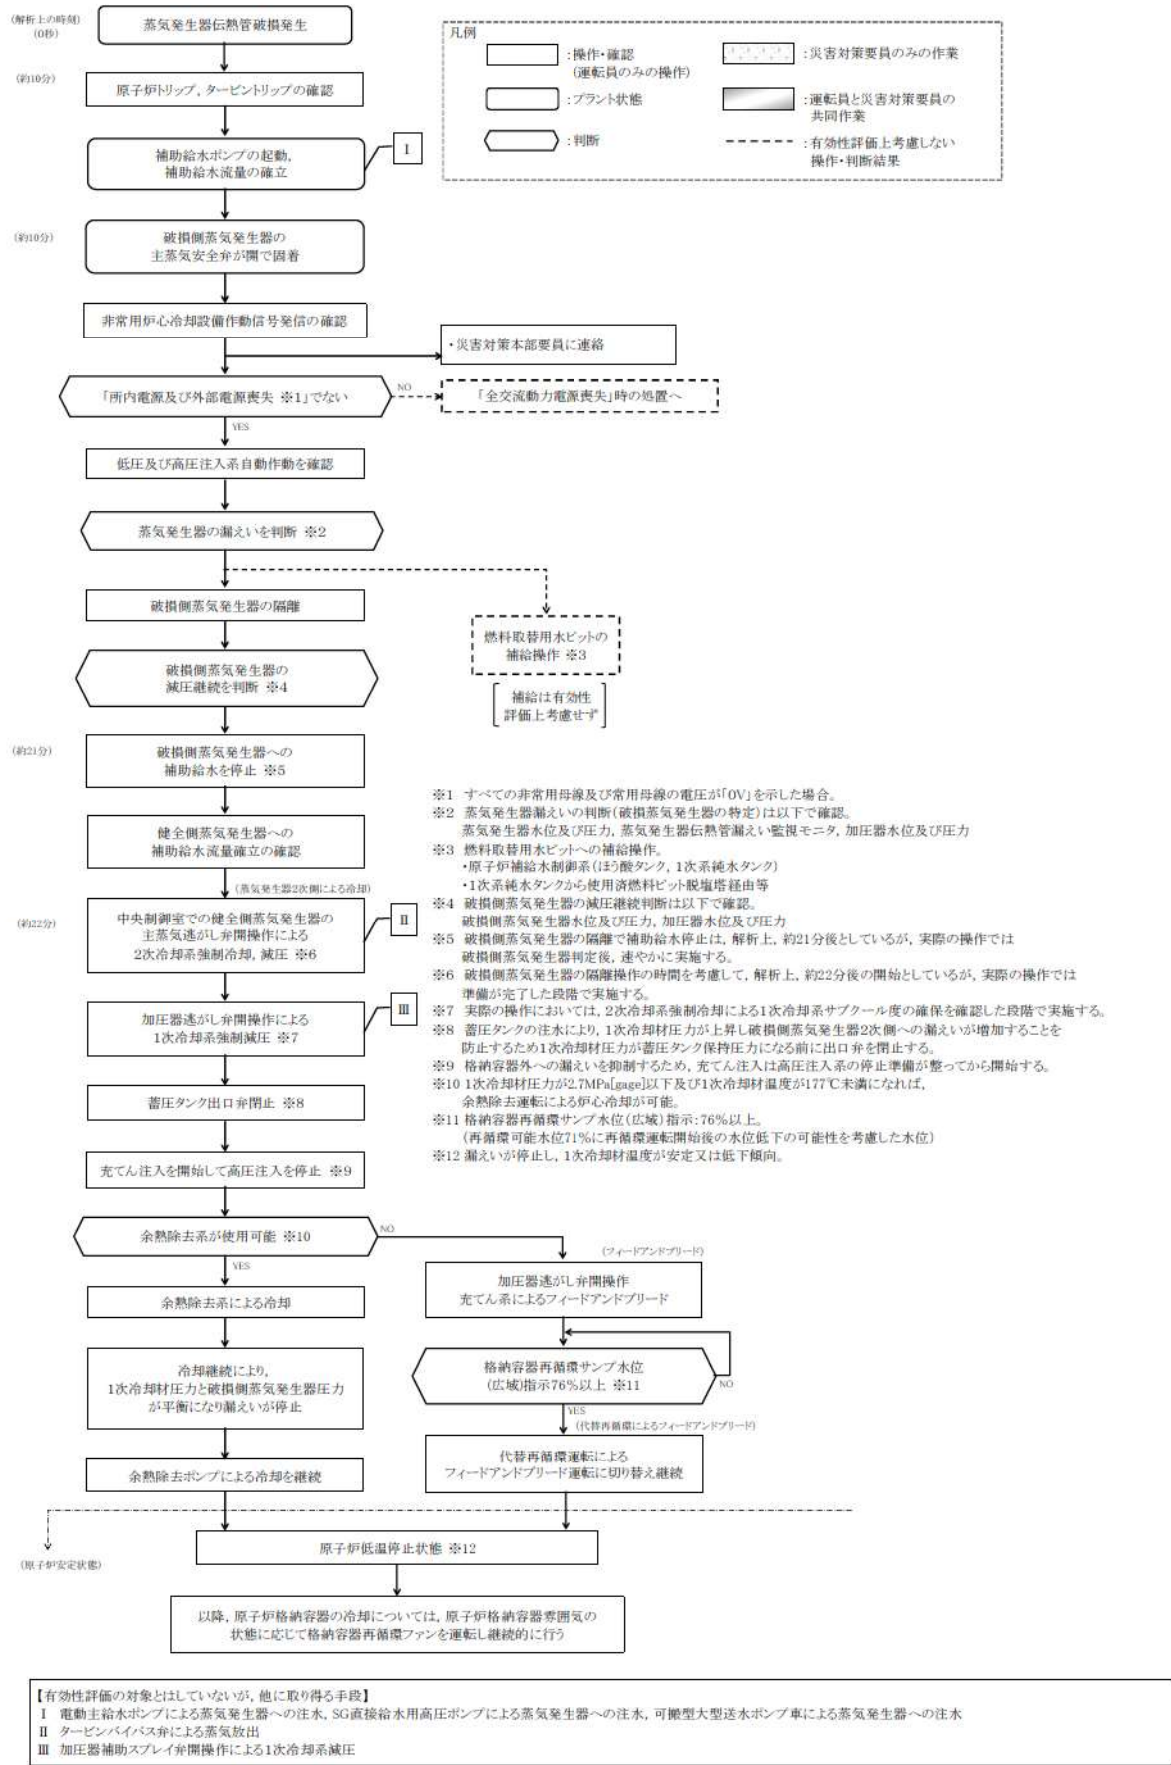 (解析上の時刻)
(0秒)
蒸気発生器伝熱管破損発生
(約10分)
原子炉トリップ，タービントリップの確認
補助給水ポンプの起動，
補助給水流量の確立
Ⅰ
(約10分)
破損側蒸気発生器の
主蒸気安全弁が開で固着
非常用炉心冷却設備作動信号発信の確認
・災害対策本部要員に連絡
「所内電源及び外部電源喪失 ※1」でない
NO
「全交流動力電源喪失」時の処置へ
YES
低圧及び高圧注入系自動作動を確認
蒸気発生器の漏えいを判断 ※2
破損側蒸気発生器の隔離
燃料取替用水ピットの
補給操作 ※3
補給は有効性
評価上考慮せず
破損側蒸気発生器の
減圧継続を判断 ※4
(約21分)
破損側蒸気発生器への
補助給水を停止 ※5
健全側蒸気発生器への
補助給水流量確立の確認
(蒸気発生器2次側による冷却)
(約22分)
中央制御室での健全側蒸気発生器の
主蒸気逃がし弁開操作による
2次冷却系強制冷却，減圧 ※6
Ⅱ
加圧器逃がし弁開操作による
1次冷却系強制減圧 ※7
Ⅲ
蓄圧タンク出口弁閉止 ※8
充てん注入を開始して高圧注入を停止 ※9
余熱除去系が使用可能 ※10
NO
YES
(フィードアンドブリード)
加圧器逃がし弁開操作
充てん系によるフィードアンドブリード
余熱除去系による冷却
格納容器再循環サンプ水位
(広域)指示76％以上 ※11
NO
YES
冷却継続により，
1次冷却材圧力と破損側蒸気発生器圧力
が平衡になり漏えいが停止
(代替再循環によるフィードアンドブリード)
代替再循環運転による
フィードアンドブリード運転に切り替え継続
余熱除去ポンプによる冷却を継続
(原子炉安定状態)
原子炉低温停止状態 ※12
以降，原子炉格納容器の冷却については，原子炉格納容器雰囲気の
状態に応じて格納容器再循環ファンを運転し継続的に行う
凡例
：操作・確認
(運転員のみの操作)
：プラント状態
：判断
：災害対策要員のみの作業
：運転員と災害対策要員の
共同作業
：有効性評価上考慮しない
操作・判断結果
※1 すべての非常用母線及び常用母線の電圧が「0V」を示した場合。
※2 蒸気発生器漏えいの判断(破損蒸気発生器の特定)は以下で確認。
蒸気発生器水位及び圧力，蒸気発生器伝熱管漏えい監視モニタ，加圧器水位及び圧力
※3 燃料取替用水ピットへの補給操作。
・原子炉補給水制御系(ほう酸タンク，1次系純水タンク)
・1次系純水タンクから使用済燃料ピット脱塩塔経由等
※4 破損側蒸気発生器の減圧継続判断は以下で確認。
破損側蒸気発生器水位及び圧力，加圧器水位及び圧力
※5 破損側蒸気発生器の隔離で補助給水停止は，解析上，約21分後としているが，実際の操作では
破損側蒸気発生器判定後，速やかに実施する。
※6 破損側蒸気発生器の隔離操作の時間を考慮して，解析上，約22分後の開始としているが，実際の操作では
準備が完了した段階で実施する。
※7 実際の操作においては，2次冷却系強制冷却による1次冷却系サブクール度の確保を確認した段階で実施する。
※8 蓄圧タンクの注水により，1次冷却材圧力が上昇し破損側蒸気発生器2次側への漏えいが増加することを
防止するため1次冷却材圧力が蓄圧タンク保持圧力になる前に出口弁を閉止する。
※9 格納容器外への漏えいを抑制するため，充てん注入は高圧注入系の停止準備が整ってから開始する。
※10 1次冷却材圧力が2.7MPa[gage]以下及び1次冷却材温度が177℃未満になれば，
余熱除去運転による炉心冷却が可能。
※11 格納容器再循環サンプ水位(広域)指示：76％以上。
(再循環可能水位71％に再循環運転開始後の水位低下の可能性を考慮した水位)
※12 漏えいが停止し，1次冷却材温度が安定又は低下傾向。
【有効性評価の対象とはしていないが，他に取り得る手段】
Ⅰ 電動主給水ポンプによる蒸気発生器への注水，SG直接給水用高圧ポンプによる蒸気発生器への注水，可搬型大型送水ポンプ車による蒸気発生器への注水
Ⅱ タービンバイパス弁による蒸気放出
Ⅲ 加圧器補助スプレイ弁開操作による1次冷却系減圧